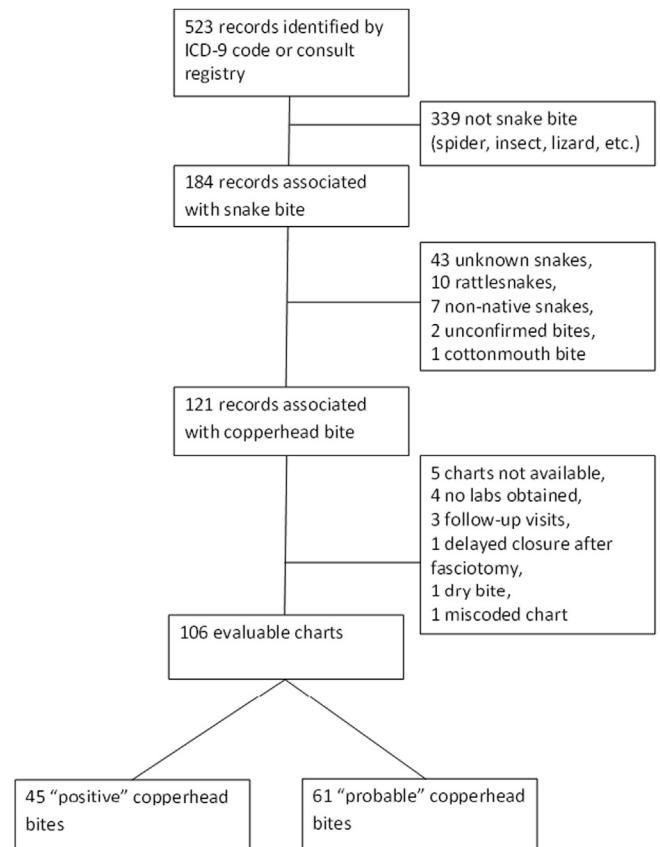 523 records identified by
ICD-9 code or consult
registry
339 not snake bite
(spider, insect, lizard, etc.)
184 records associated
with snake bite
43 unknown snakes,
10 rattlesnakes,
7 non-native snakes,
2 unconfirmed bites,
1 cottonmouth bite
121 records associated
with copperhead bite
5 charts not available,
4 no labs obtained,
3 follow-up visits,
1 delayed closure after
fasciotomy,
1 dry bite,
1 miscoded chart
106 evaluable charts
45 “positive” copperhead
bites
61 “probable” copperhead
bites